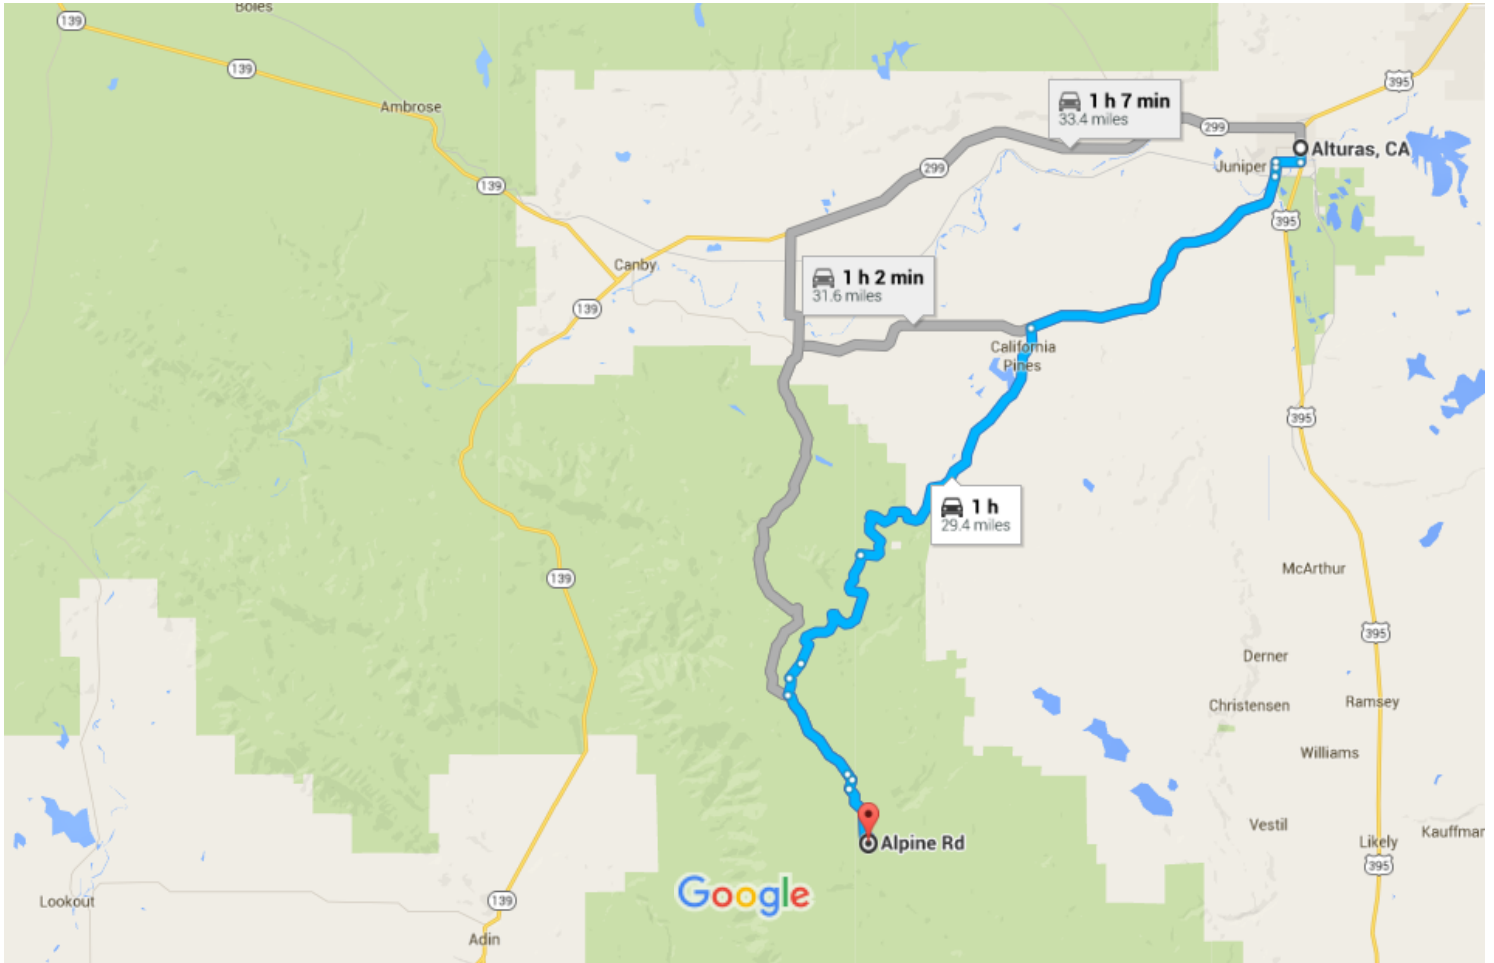 Boles
139
139
395
Ambrose
1 h 7 min
33.4 miles
299
Alturas, CA
Juniper
299
139
395
Canby
1 h 2 min
31.6 miles
139
California
Pines
395
1 h
29.4 miles
McArthur
139
395
Derner
Christensen
Ramsey
Williams
Vestil
Kauffmar
Likely
Alpine Rd
395
Google
Lookout
139
Adin